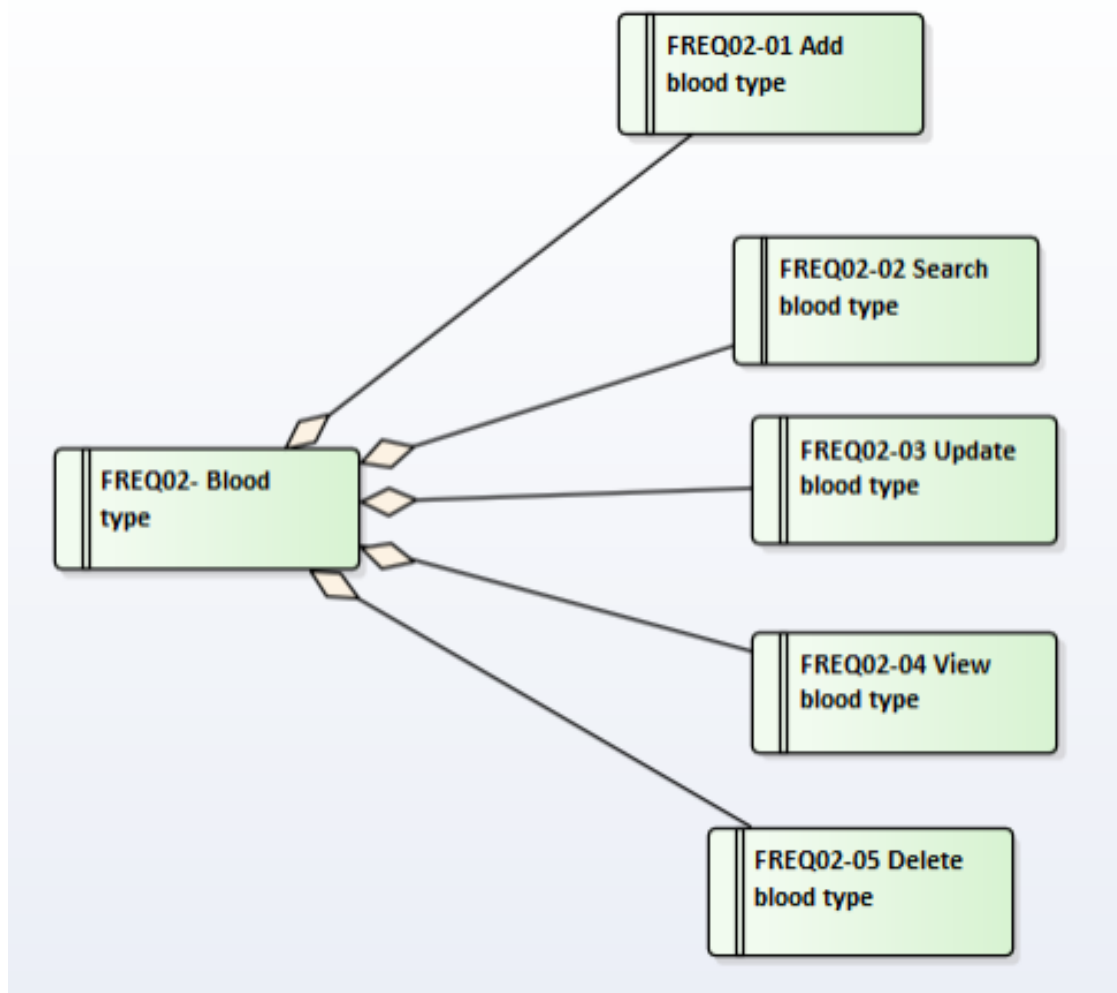 FREQ02-01 Add
blood type
FREQ02-02 Search
blood type
FREQ02-03 Update
blood type
FREQ02- Blood
type
FREQ02-04 View
blood type
FREQ02-05 Delete
blood type